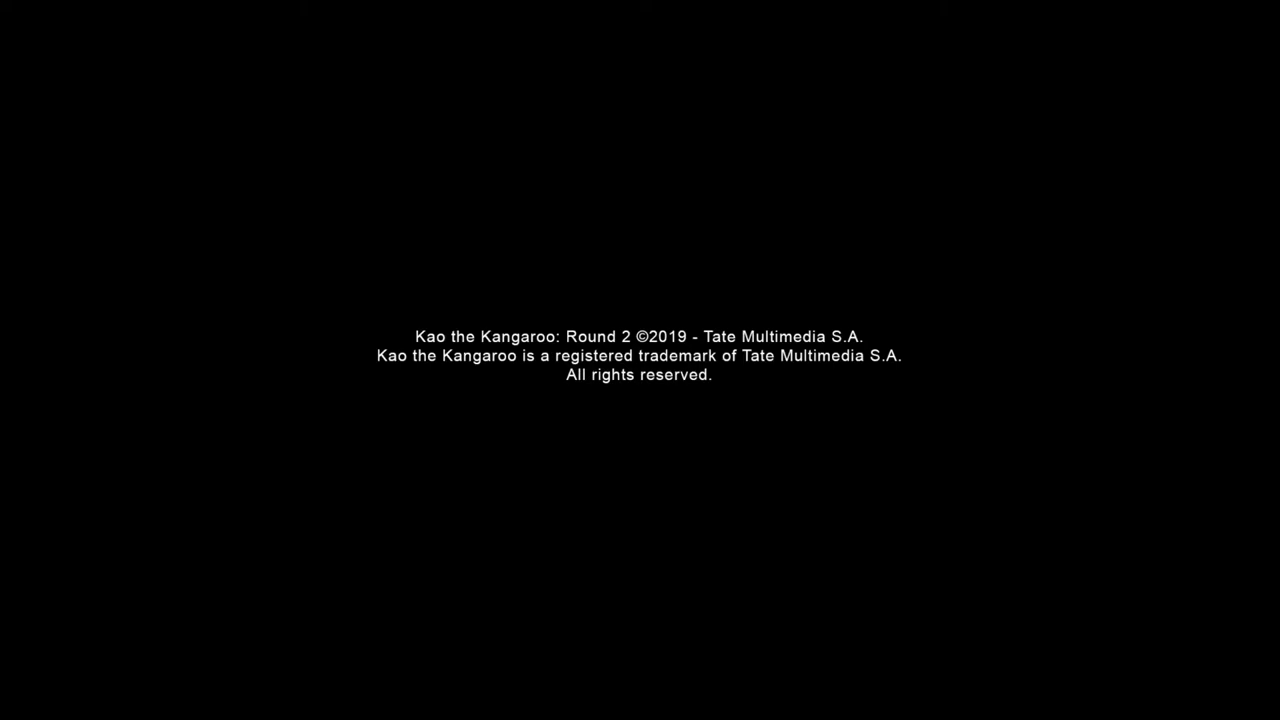 Kao the Kangaroo: Round 2 ©2019 - Tate Multimedia S.A.
Kao the Kangaroo is a registered trademark of Tate Multimedia S.A.
All rights reserved.